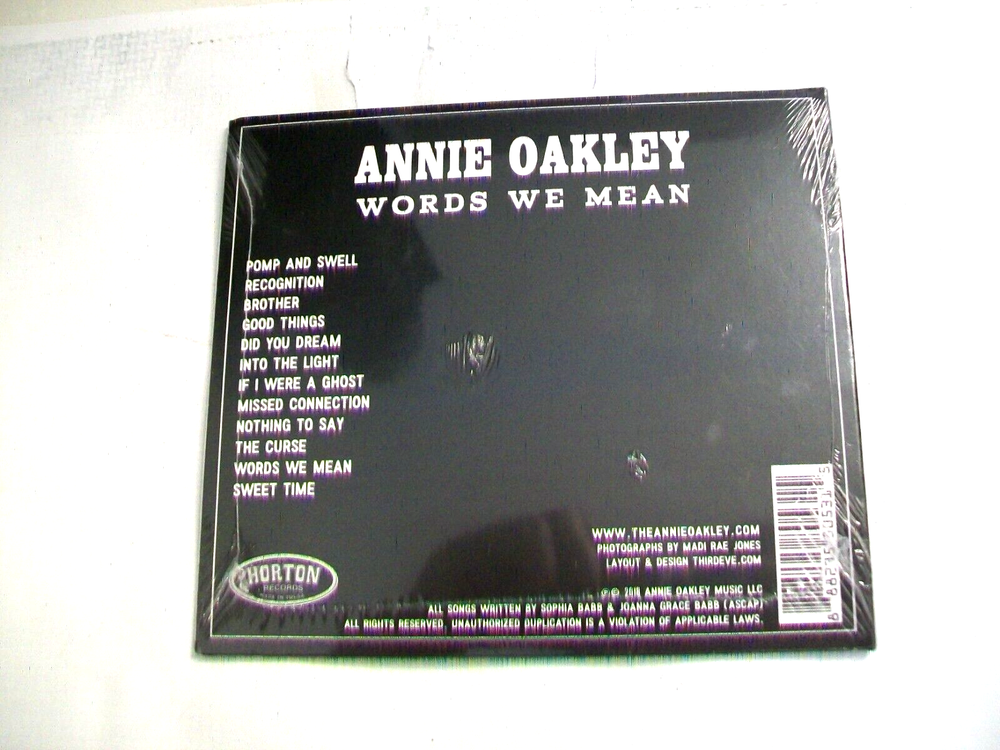 ANNIE OAKLEY
WORDS WE MEAN
POMP AND SWELL
RECOGNITION
BROTHER
GOOD THINGS
DID YOU DREAM
INTO THE LIGHT
IF I WERE A GHOST
MISSED CONNECTION
NOTHING TO SAY
THE CURSE
WORDS WE MEAN
SWEET TIME
WWW.THEANNIEOAKLEY.COM
PHOTOGRAPHS BY MADI RAE JONES
LAYOUT & DESIGN THIRDEVE.COM
HORTON
RECORDS
℗© 2018 ANNIE OAKLEY MUSIC LLC
ALL SONGS WRITTEN BY SOPHIA BABB & JOANNA GRACE BABB (ASCAP)
ALL RIGHTS RESERVED. UNAUTHORIZED DUPLICATION IS A VIOLATION OF APPLICABLE LAWS.